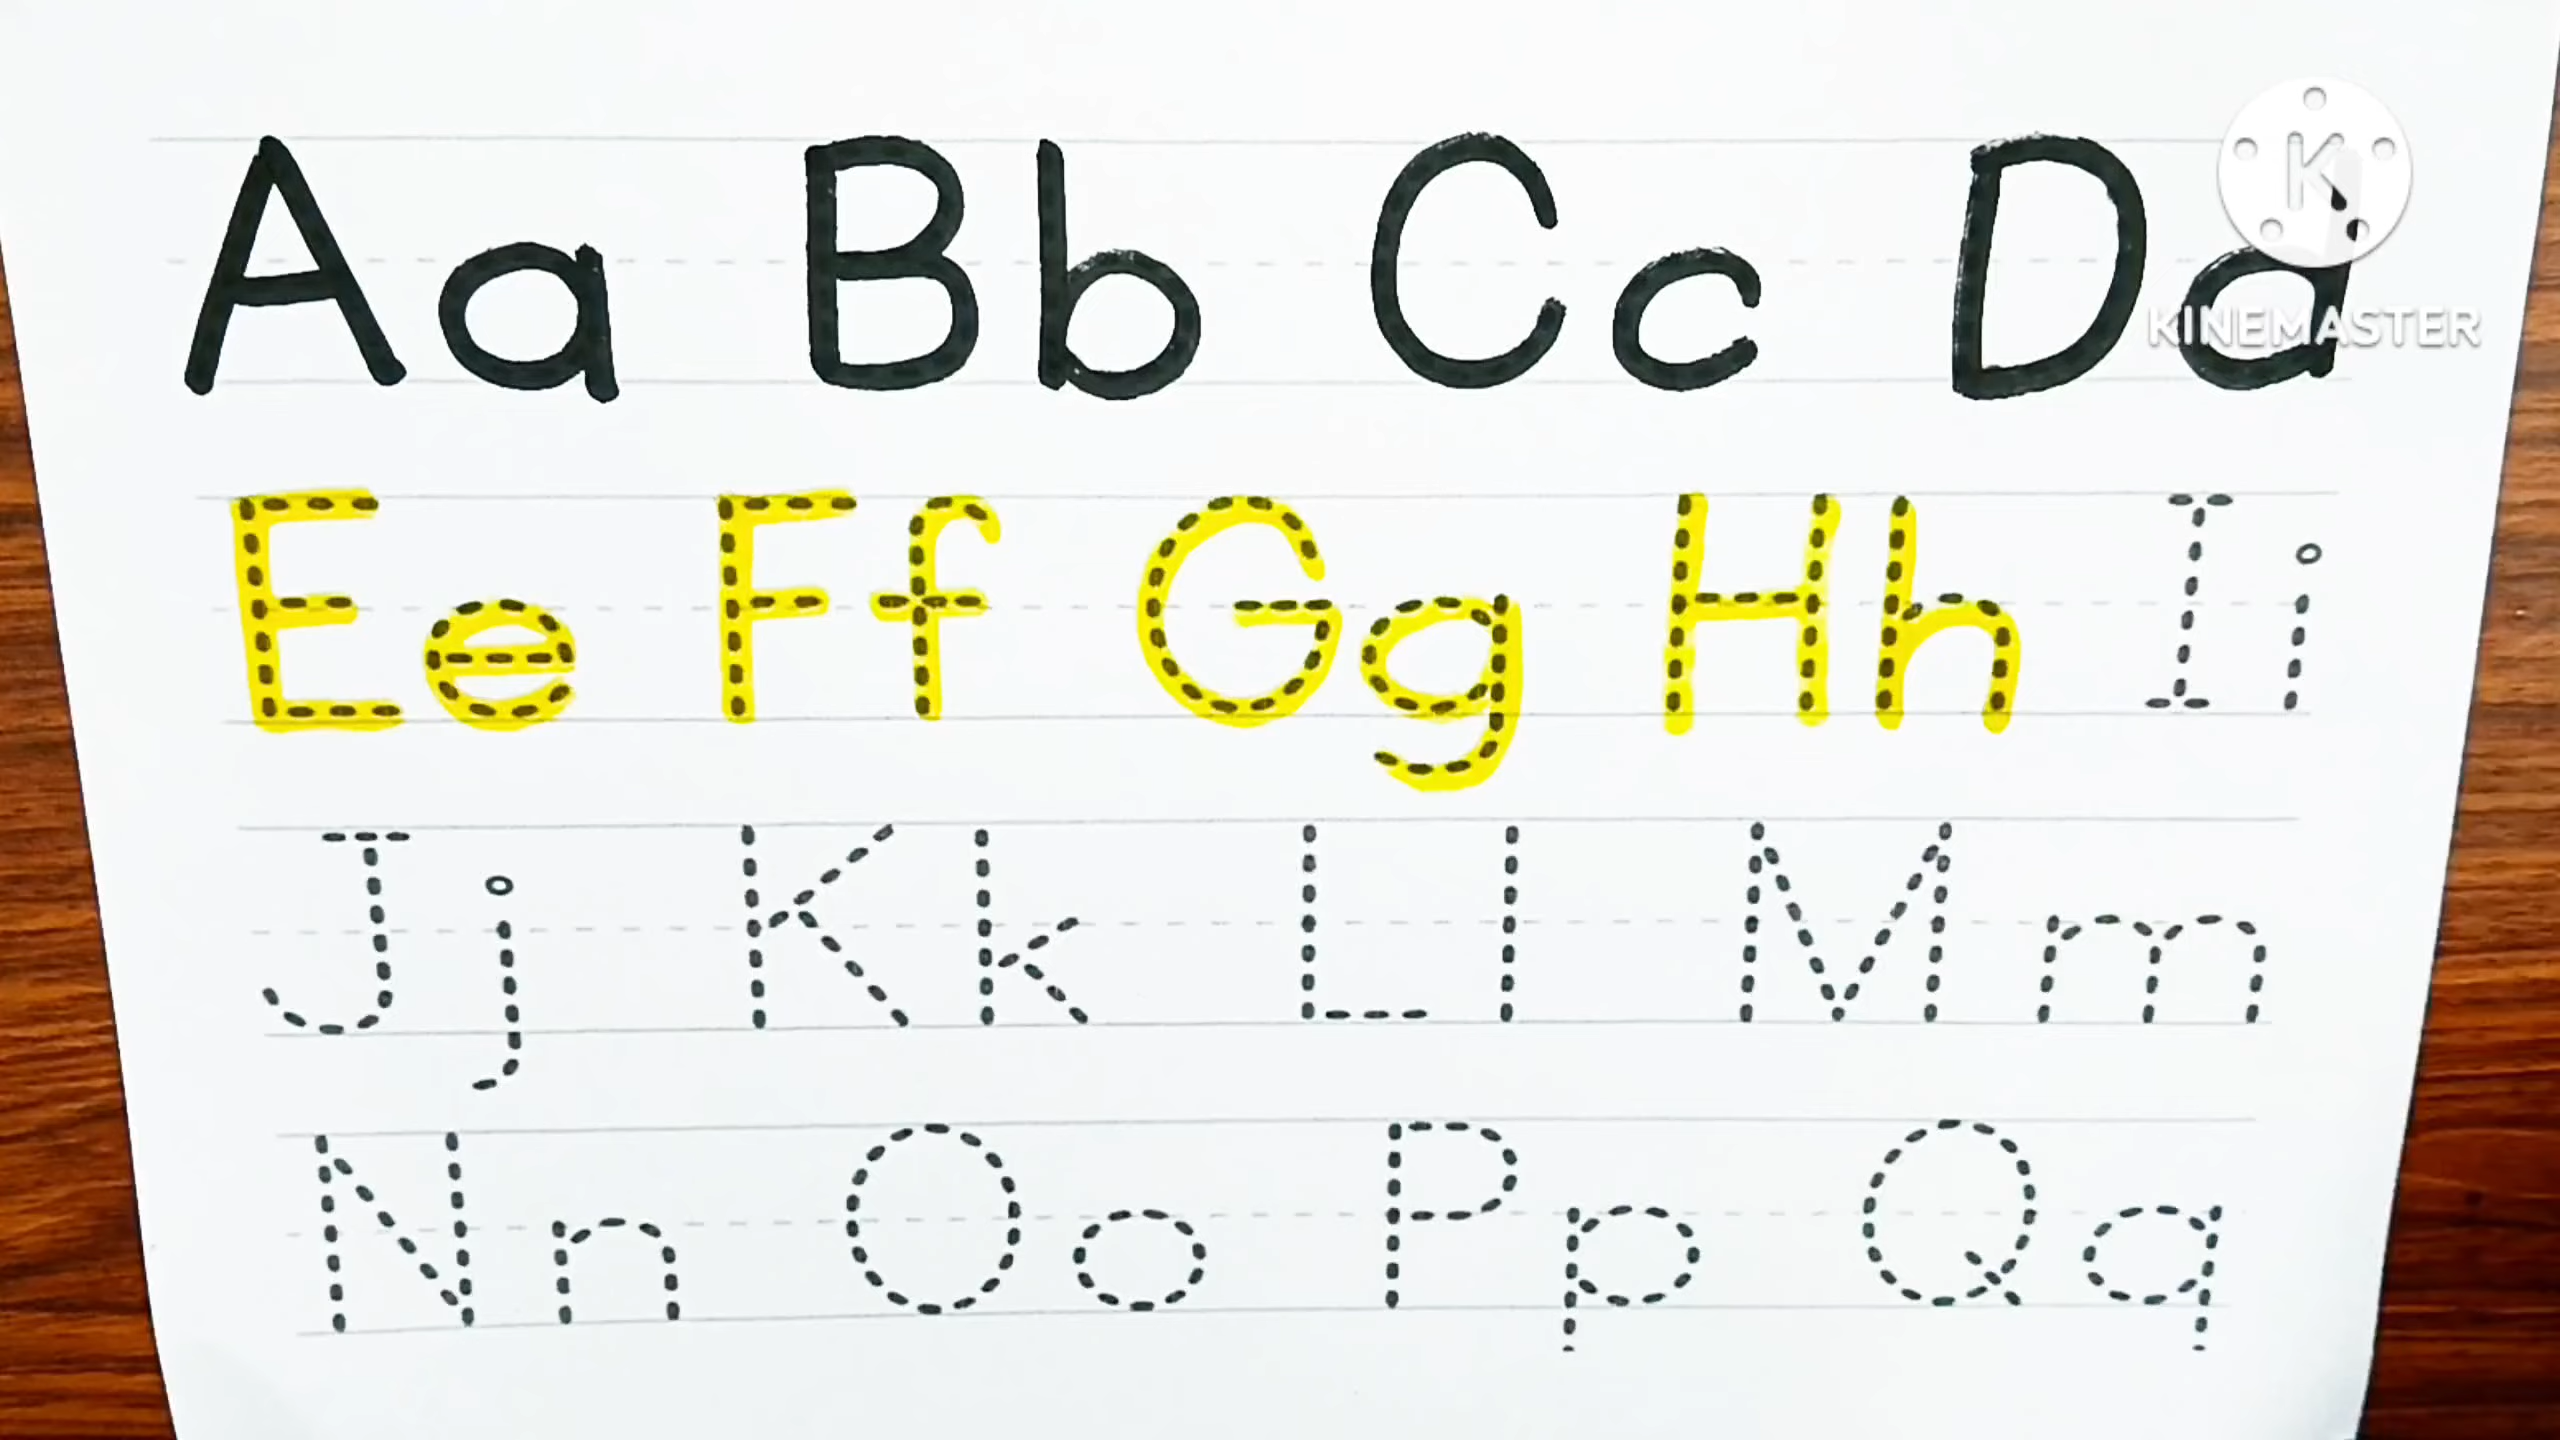 Aa Bb Cc Dd
K
KINEMASTER
Ee Ff Gg Hh Ii
Jj Kk Ll Mm
Nn Oo Pp Qq